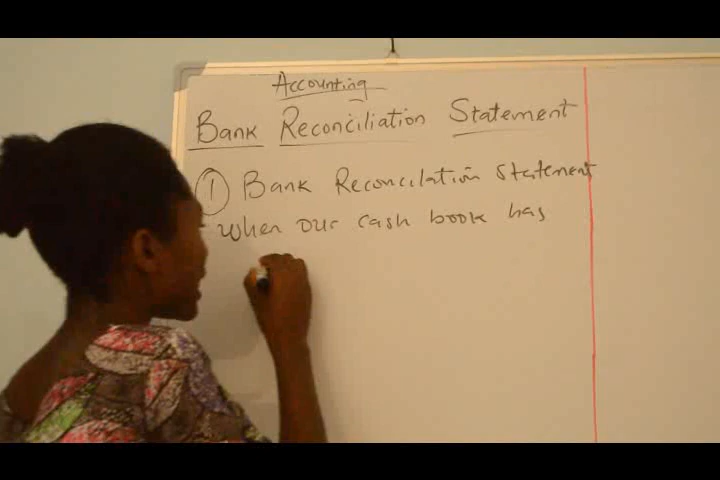 Accounting
Bank Reconciliation Statement
① Bank Reconcilation Statement
when our cash book has